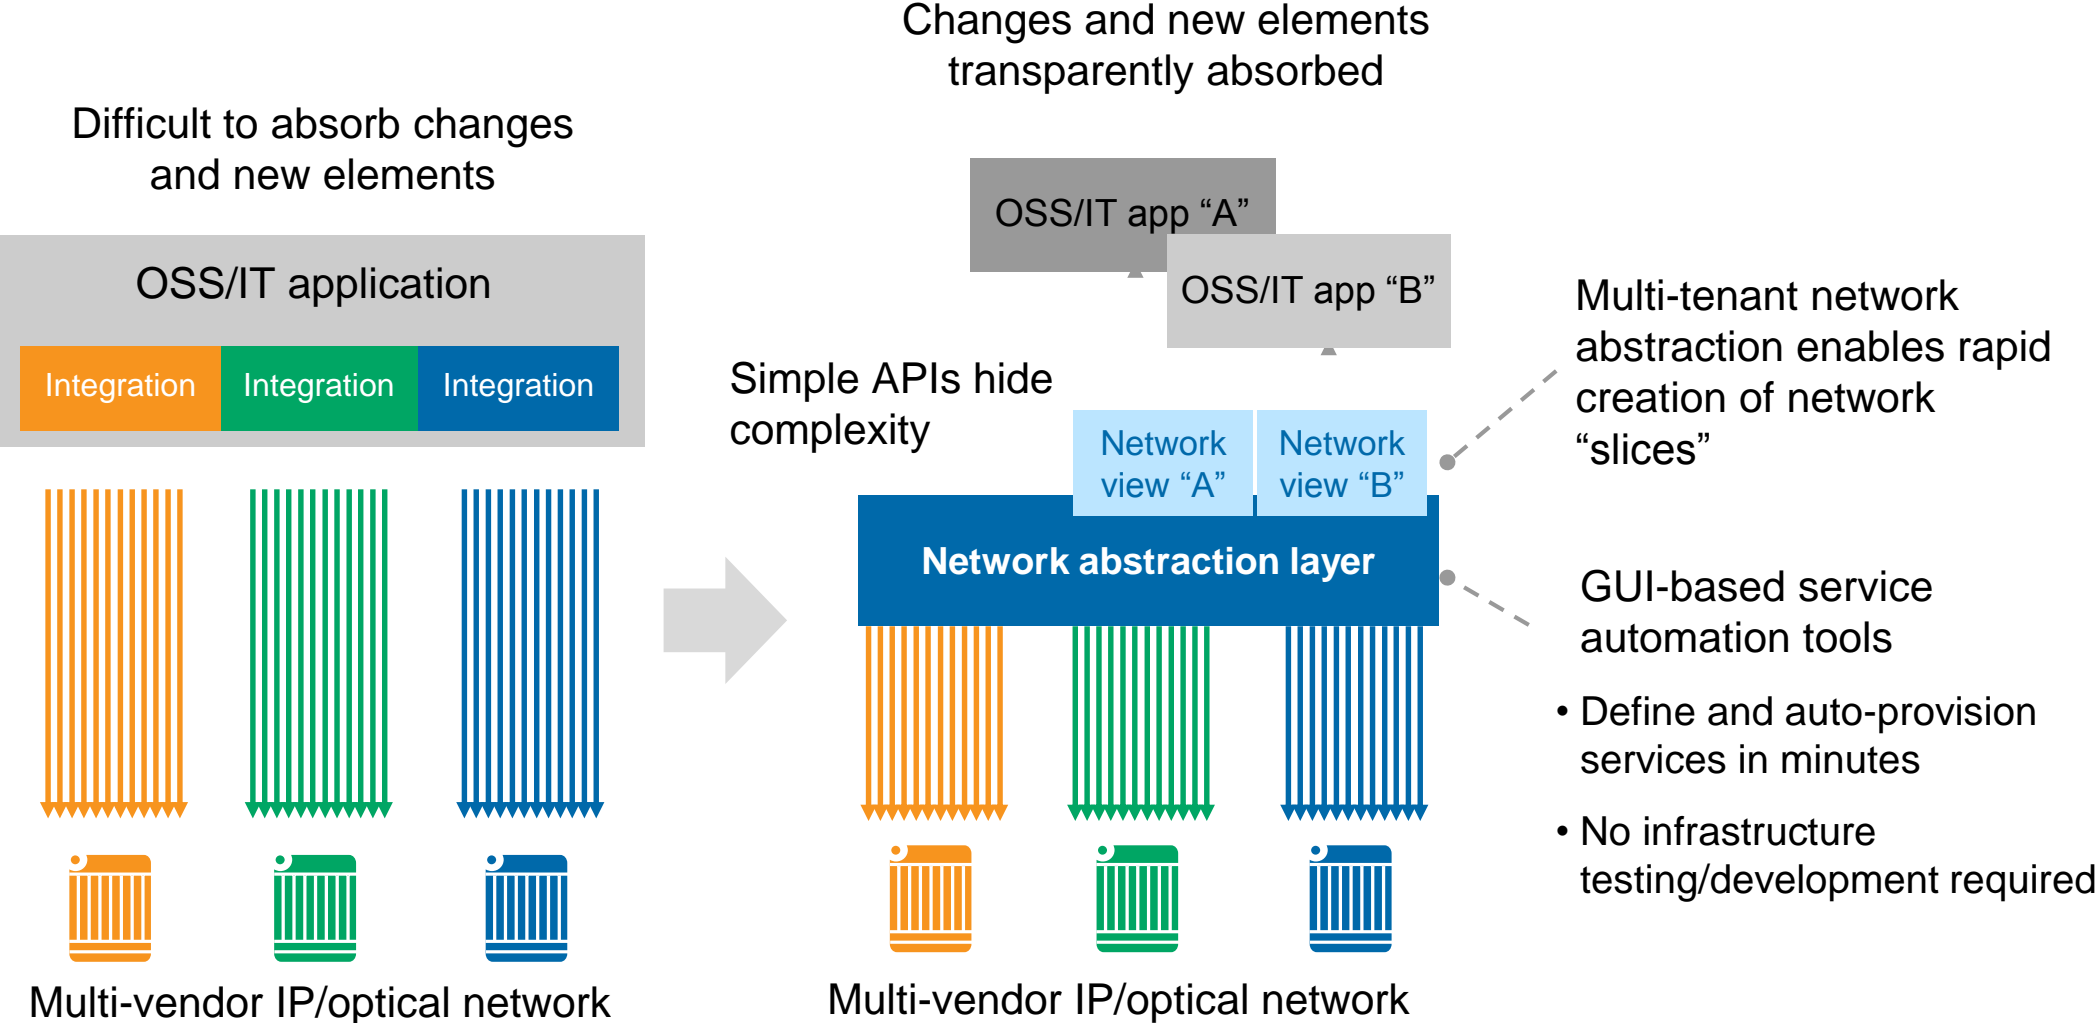 Difficult to absorb changes
and new elements
OSS/IT application
Integration
Integration
Integration
Multi-vendor IP/optical network
Changes and new elements
transparently absorbed
OSS/IT app “A”
OSS/IT app “B”
Simple APIs hide
complexity
Network
view “A”
Network
view “B”
Network abstraction layer
Multi-vendor IP/optical network
Multi-tenant network
abstraction enables rapid
creation of network
“slices”
GUI-based service
automation tools
• Define and auto-provision
services in minutes
• No infrastructure
testing/development required